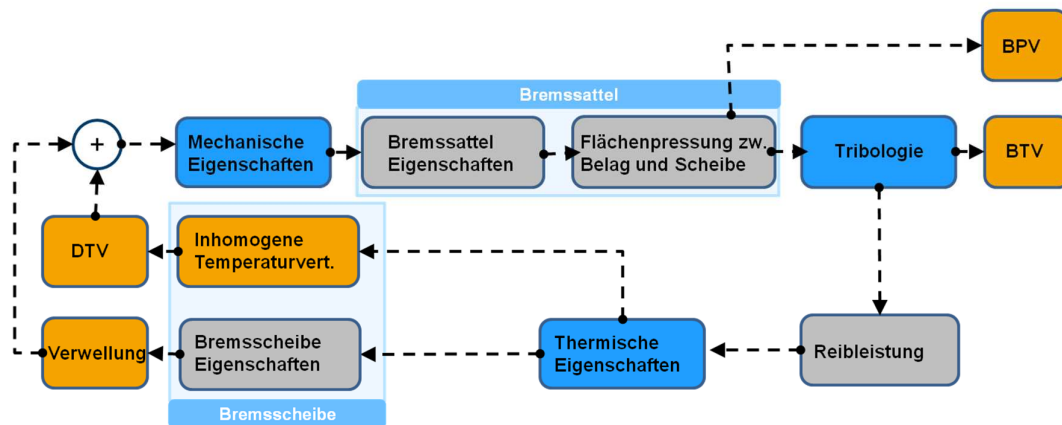 BPV
Bremssattel
+
Mechanische
Eigenschaften
Bremssattel
Eigenschaften
Flächenpressung zw.
Belag und Scheibe
Tribologie
BTV
DTV
Inhomogene
Temperaturvert.
Verwellung
Bremsscheibe
Eigenschaften
Thermische
Eigenschaften
Reibleistung
Bremsscheibe